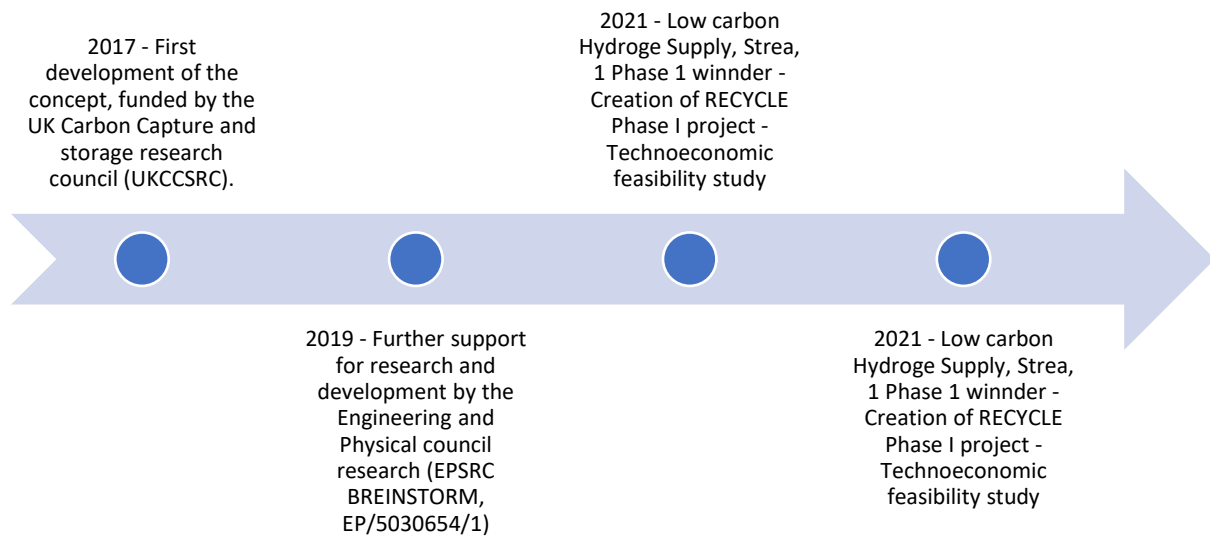 2017 - First
development of the
concept, funded by the
UK Carbon Capture and
storage research
council (UKCCSRC).
2019 - Further support
for research and
development by the
Engineering and
Physical council
research (EPSRC
BREINSTORM,
EP/5030654/1)
2021 - Low carbon
Hydroge Supply, Strea,
1 Phase 1 winnder -
Creation of RECYCLE
Phase I project -
Technoeconomic
feasibility study
2021 - Low carbon
Hydroge Supply, Strea,
1 Phase 1 winnder -
Creation of RECYCLE
Phase I project -
Technoeconomic
feasibility study